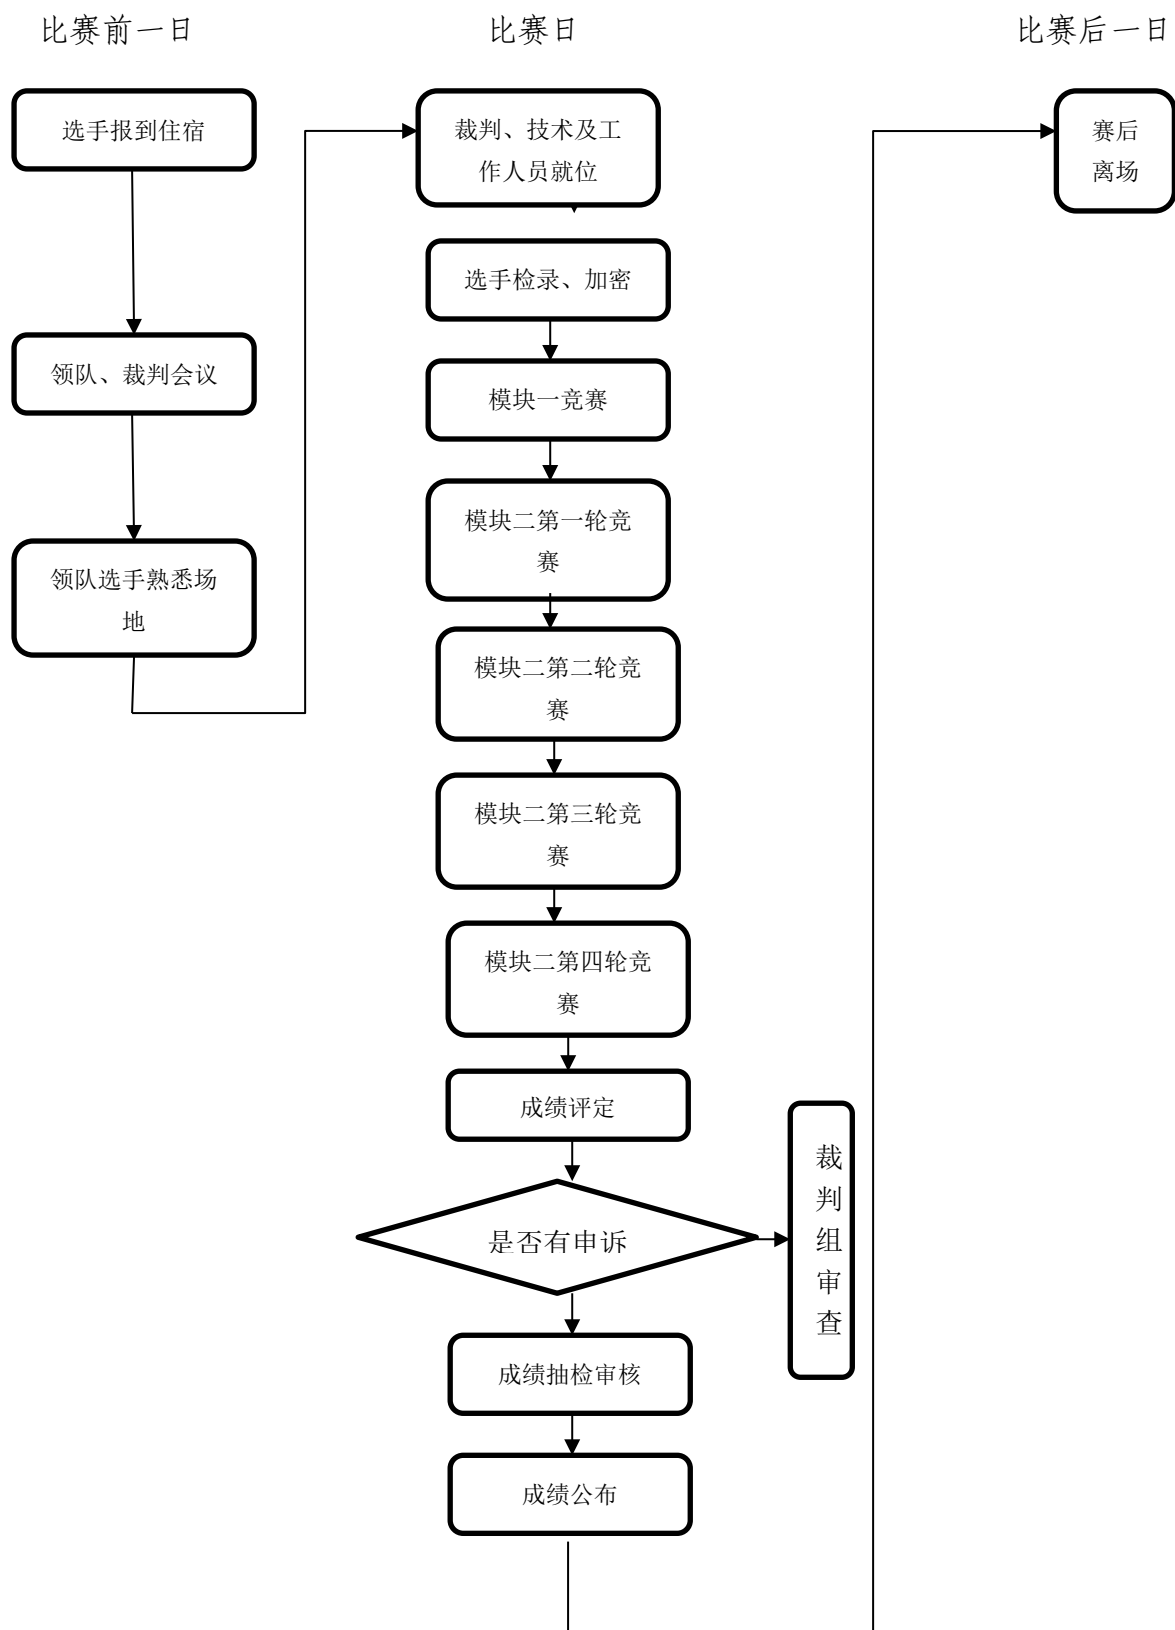 比赛前一日
比赛日
比赛后一日
选手报到住宿
领队、裁判会议
领队选手熟悉场
地
裁判、技术及工
作人员就位
选手检录、加密
模块一竞赛
模块二第一轮竞
赛
模块二第二轮竞
赛
模块二第三轮竞
赛
模块二第四轮竞
赛
成绩评定
是否有申诉
裁
判
组
审
查
成绩抽检审核
成绩公布
赛后
离场